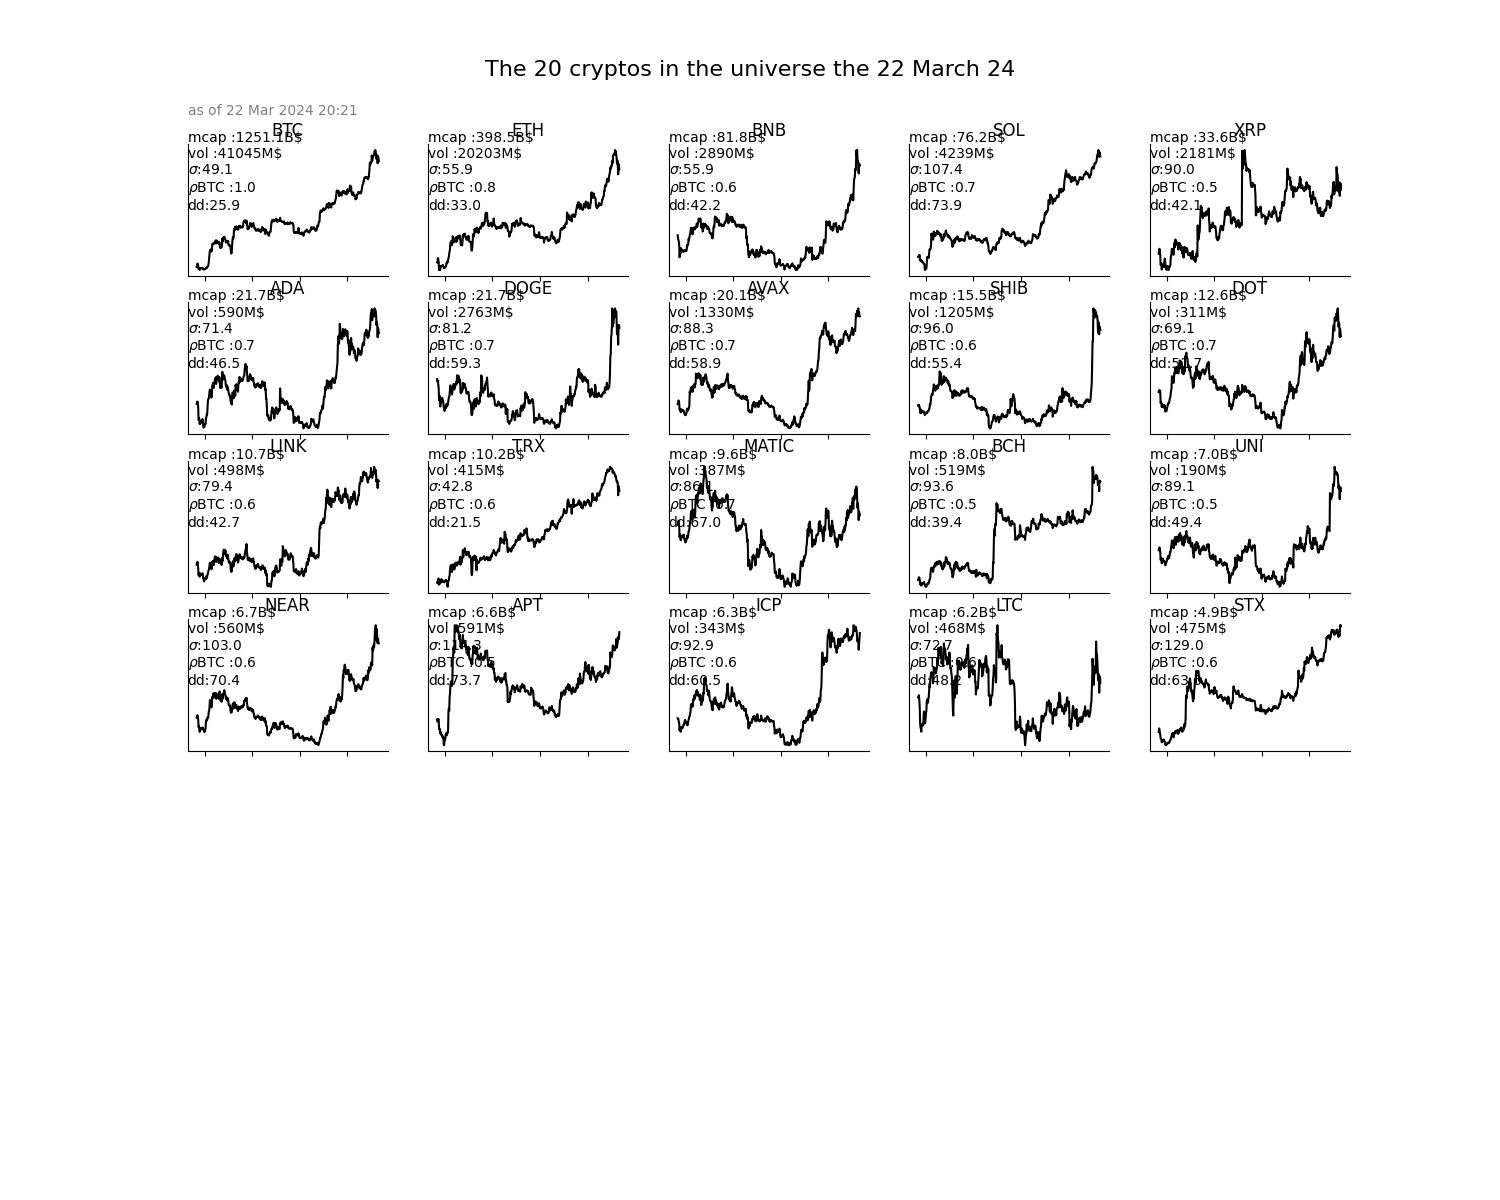 The 20 cryptos in the universe the 22 March 24
as of 22 Mar 2024 20:21
BTC
mcap :1251.1B$
vol :41045M$
σ:49.1
ρBTC :1.0
dd:25.9
ETH
mcap :398.5B$
vol :20203M$
σ:55.9
ρBTC :0.8
dd:33.0
BNB
mcap :81.8B$
vol :2890M$
σ:55.9
ρBTC :0.6
dd:42.2
SOL
mcap :76.2B$
vol :4239M$
σ:107.4
ρBTC :0.7
dd:73.9
XRP
mcap :33.6B$
vol :2181M$
σ:90.0
ρBTC :0.5
dd:42.1
ADA
mcap :21.7B$
vol :590M$
σ:71.4
ρBTC :0.7
dd:46.5
DOGE
mcap :21.7B$
vol :2763M$
σ:81.2
ρBTC :0.7
dd:59.3
AVAX
mcap :20.1B$
vol :1330M$
σ:88.3
ρBTC :0.7
dd:58.9
SHIB
mcap :15.5B$
vol :1205M$
σ:96.0
ρBTC :0.6
dd:55.4
DOT
mcap :12.6B$
vol :311M$
σ:69.1
ρBTC :0.7
LINK
mcap :10.7B$
vol :498M$
σ:79.4
ρBTC :0.6
dd:42.7
TRX
mcap :10.2B$
vol :415M$
σ:42.8
ρBTC :0.6
dd:21.5
MATIC
mcap :9.6B$
vol :387M$
ρBTC :0.7
dd:67.0
BCH
mcap :8.0B$
vol :519M$
σ:93.6
ρBTC :0.5
dd:39.4
UNI
mcap :7.0B$
vol :190M$
σ:89.1
ρBTC :0.5
dd:49.4
NEAR
mcap :6.7B$
vol :560M$
σ:103.0
ρBTC :0.6
dd:70.4
APT
mcap :6.6B$
vol :591M$
ρBTC
dd:73.7
ICP
mcap :6.3B$
vol :343M$
σ:92.9
ρBTC :0.6
dd:60.5
LTC
mcap :6.2B$
vol :468M$
σ:72.7
ρBTC :0.6
dd:48.2
STX
mcap :4.9B$
vol :475M$
σ:129.0
ρBTC :0.6